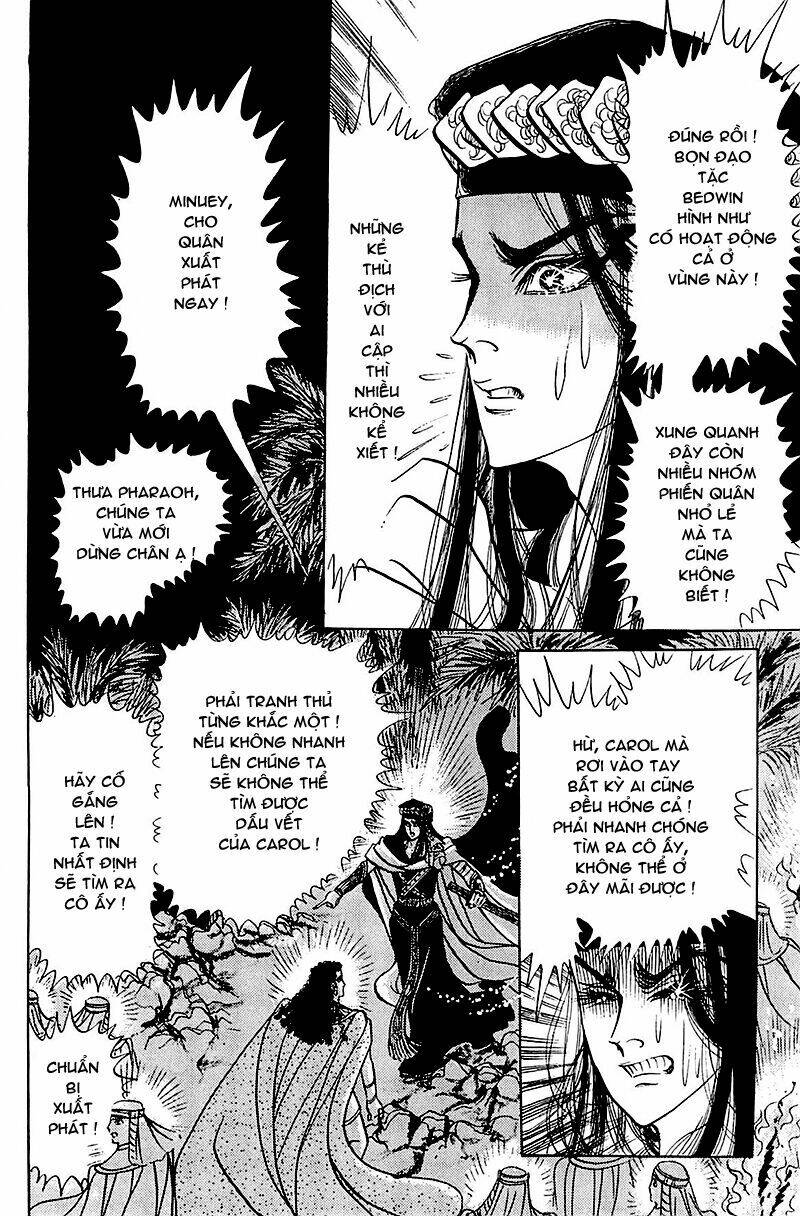 ĐÚNG RỒI !
BỌN ĐẠO
TẶC
BEDWIN
HÌNH NHƯ
CÓ HOẠT ĐỘNG
CẢ Ở
VÙNG NÀY !
XUNG QUANH
ĐÂY CÒN
NHIỀU NHÓM
PHIẾN QUÂN
NHỎ LẺ
MÀ TA
CŨNG
KHÔNG
BIẾT !
NHỮNG
KẺ
THÙ
ĐỊCH
VỚI
AI
CẬP
THÌ
NHIỀU
KHÔNG
KỂ
XIẾT !
MINUEY,
CHO
QUÂN
XUẤT
PHÁT
NGAY !
THƯA PHARAOH,
CHÚNG TA
VỪA MỚI
DỪNG CHÂN Ạ !
HỪ, CAROL MÀ
RƠI VÀO TAY
BẤT KỲ AI CŨNG
ĐỀU HỎNG CẢ !
PHẢI NHANH CHÓNG
TÌM RA CÔ ẤY,
KHÔNG THỂ Ở
ĐÂY MÃI ĐƯỢC !
PHẢI TRANH THỦ
TỪNG KHẮC MỘT !
NẾU KHÔNG NHANH
LÊN CHÚNG TA
SẼ KHÔNG THỂ
TÌM ĐƯỢC
DẤU VẾT
CỦA CAROL !
HÃY CỐ
GẮNG
LÊN !
TA TIN
NHẤT ĐỊNH
SẼ TÌM RA
CÔ ẤY !
CHUẨN
BỊ
XUẤT
PHÁT !